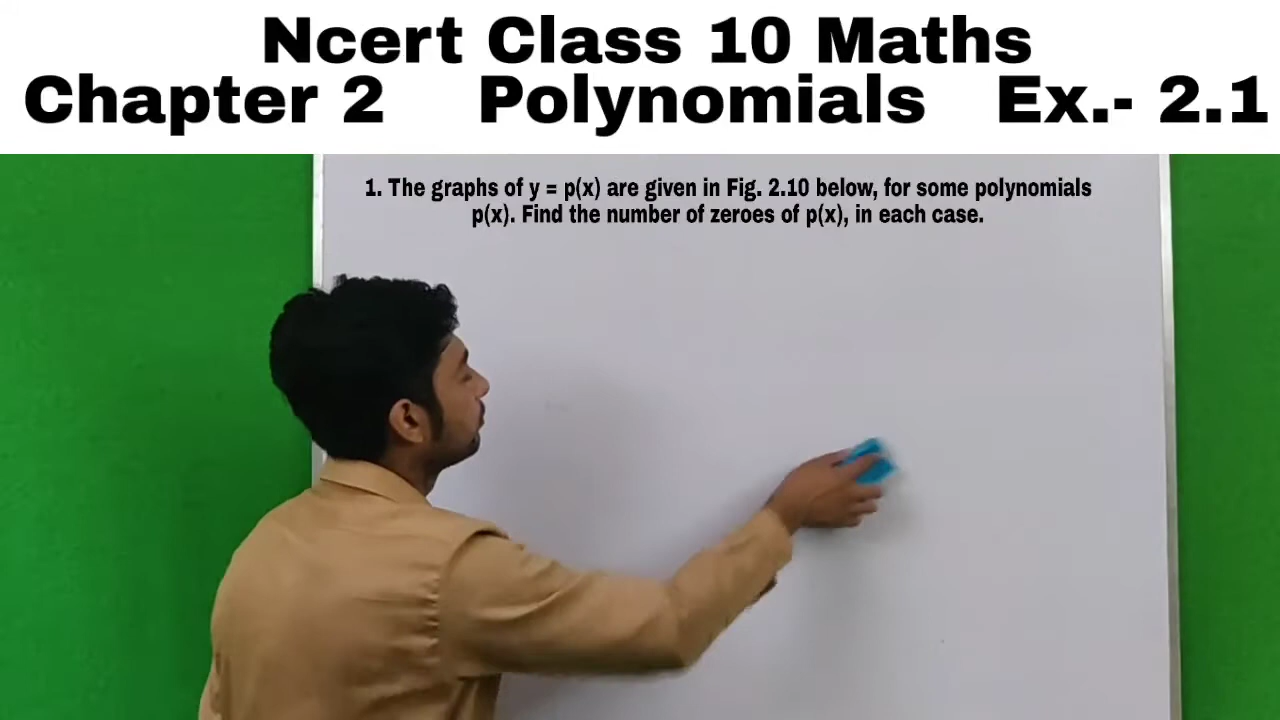 Ncert Class 10 Maths
Chapter 2 Polynomials Ex.- 2.1
1. The graphs of y = p(x) are given in Fig. 2.10 below, for some polynomials
p(x). Find the number of zeroes of p(x), in each case.